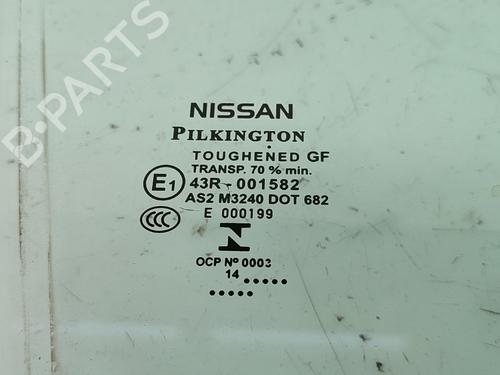 B-PARTS
NISSAN
PILKINGTON
TOUGHENED GF
TRANSP. 70 % min.
E1 43R - 001582
AS2 M3240 DOT 682
CCC E 000199
N
OCP Nº 0003
14 .....
.....